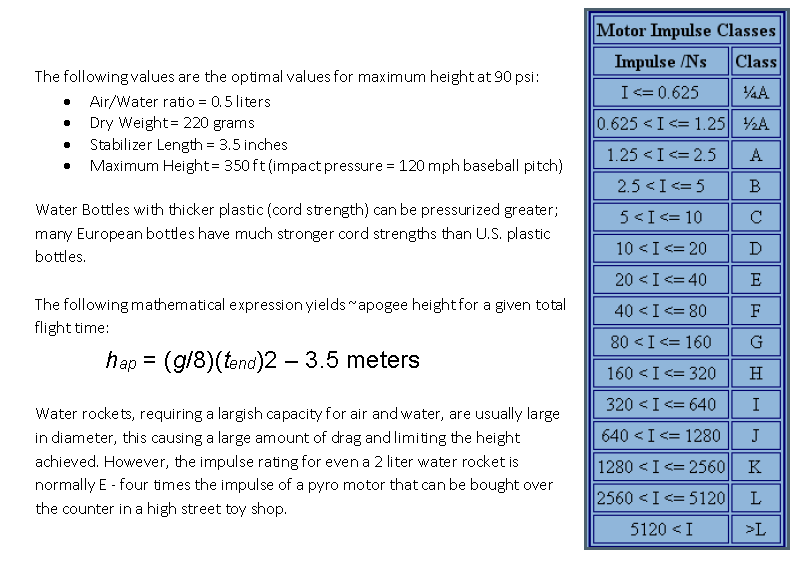 The following values are the optimal values for maximum height at 90 psi:
• Air/Water ratio = 0.5 liters
• Dry Weight = 220 grams
• Stabilizer Length = 3.5 inches
• Maximum Height = 350 ft (impact pressure = 120 mph baseball pitch)
Water Bottles with thicker plastic (cord strength) can be pressurized greater;
many European bottles have much stronger cord strengths than U.S. plastic
bottles.
The following mathematical expression yields ~apogee height for a given total
flight time:
hap = (g/8)(tend)2 – 3.5 meters
Water rockets, requiring a largish capacity for air and water, are usually large
in diameter, this causing a large amount of drag and limiting the height
achieved. However, the impulse rating for even a 2 liter water rocket is
normally E - four times the impulse of a pyro motor that can be bought over
the counter in a high street toy shop.
Motor Impulse Classes
Impulse /Ns Class
I <= 0.625 ¼A
0.625 < I <= 1.25 ½A
1.25 < I <= 2.5 A
2.5 < I <= 5 B
5 < I <= 10 C
10 < I <= 20 D
20 < I <= 40 E
40 < I <= 80 F
80 < I <= 160 G
160 < I <= 320 H
320 < I <= 640 I
640 < I <= 1280 J
1280 < I <= 2560 K
2560 < I <= 5120 L
5120 < I >L